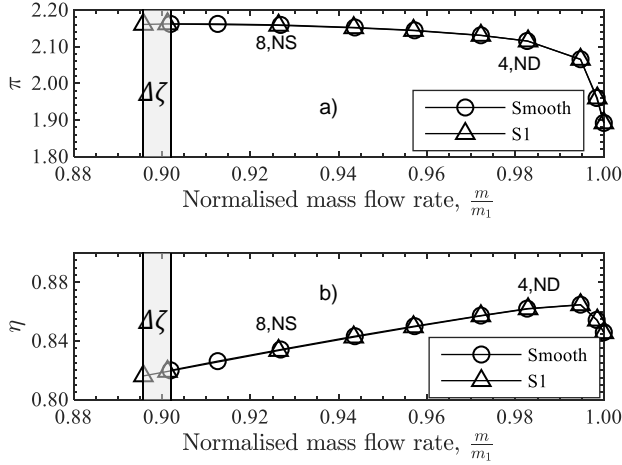 2.20
2.10
2.00
1.90
1.80
π
Δζ
8,NS
4,ND
a)
Smooth
S1
0.88 0.90 0.92 0.94 0.96 0.98 1.00
Normalised mass flow rate, m/m₁
0.88
0.84
0.80
η
Δζ
8,NS
4,ND
b)
Smooth
S1
0.88 0.90 0.92 0.94 0.96 0.98 1.00
Normalised mass flow rate, m/m₁